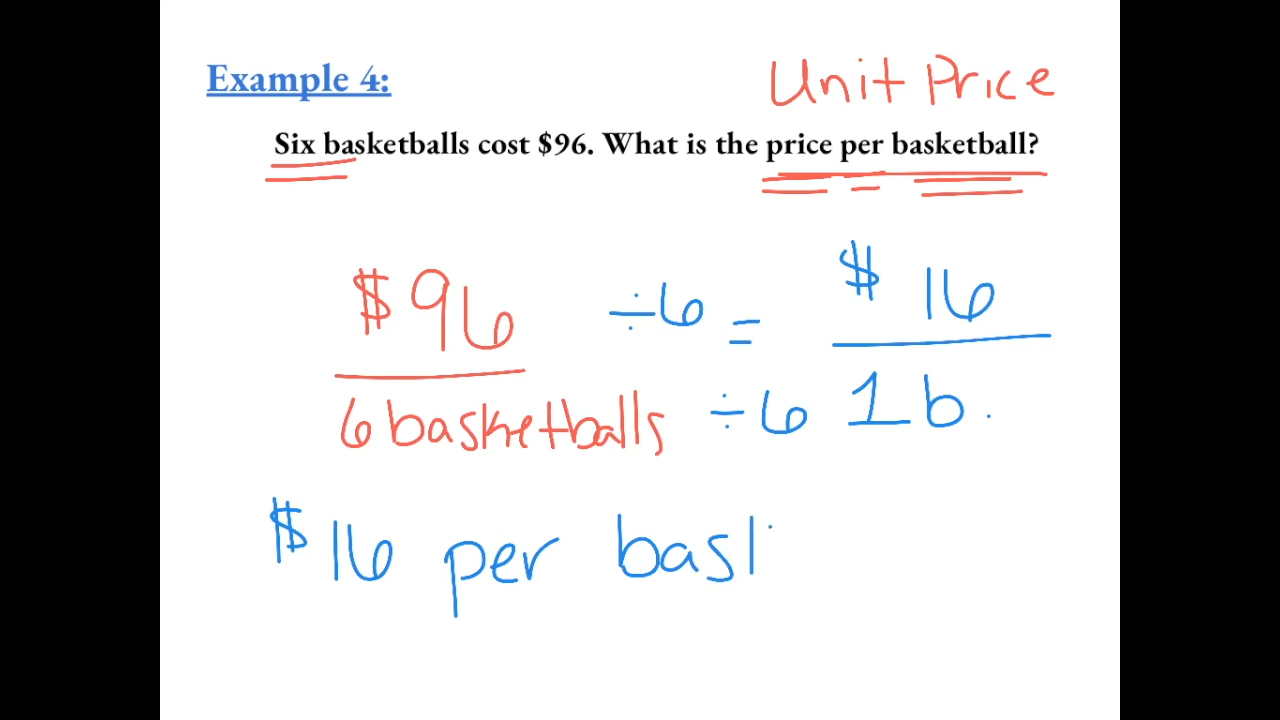 Example 4:
Unit Price
Six basketballs cost $96. What is the price per basketball?
$96 ÷6 = $ 16
6 basketballs ÷6 1 b.
$16 per bas